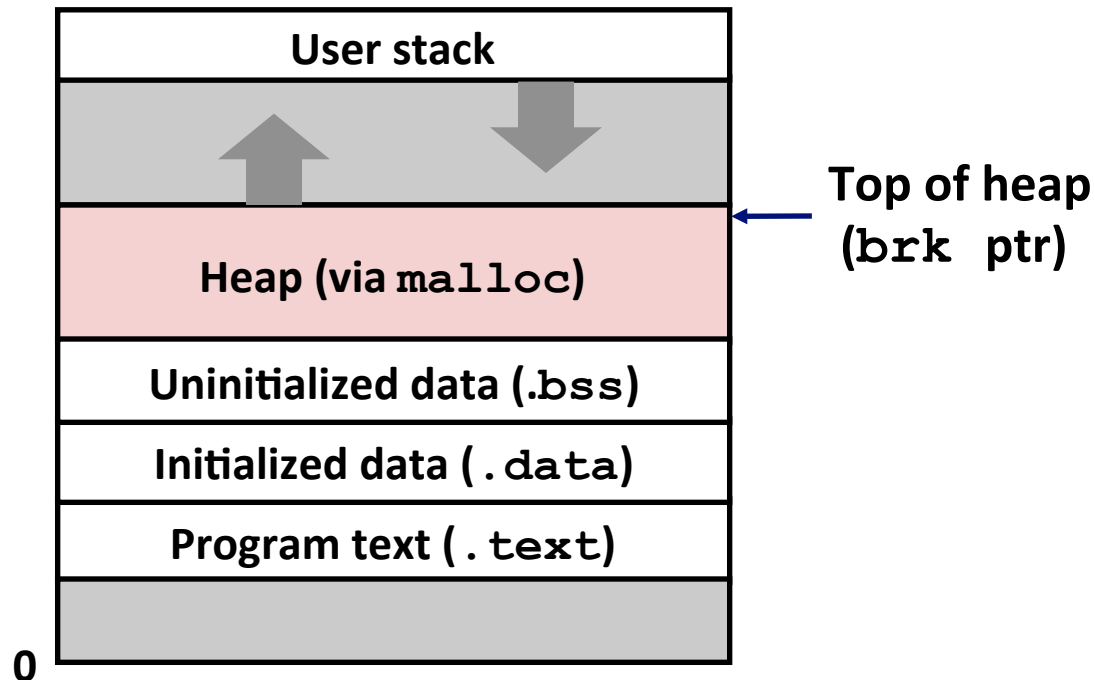 User stack
Top of heap
(brk ptr)
Heap (via malloc)
Uninitialized data (.bss)
Initialized data (.data)
Program text (.text)
0